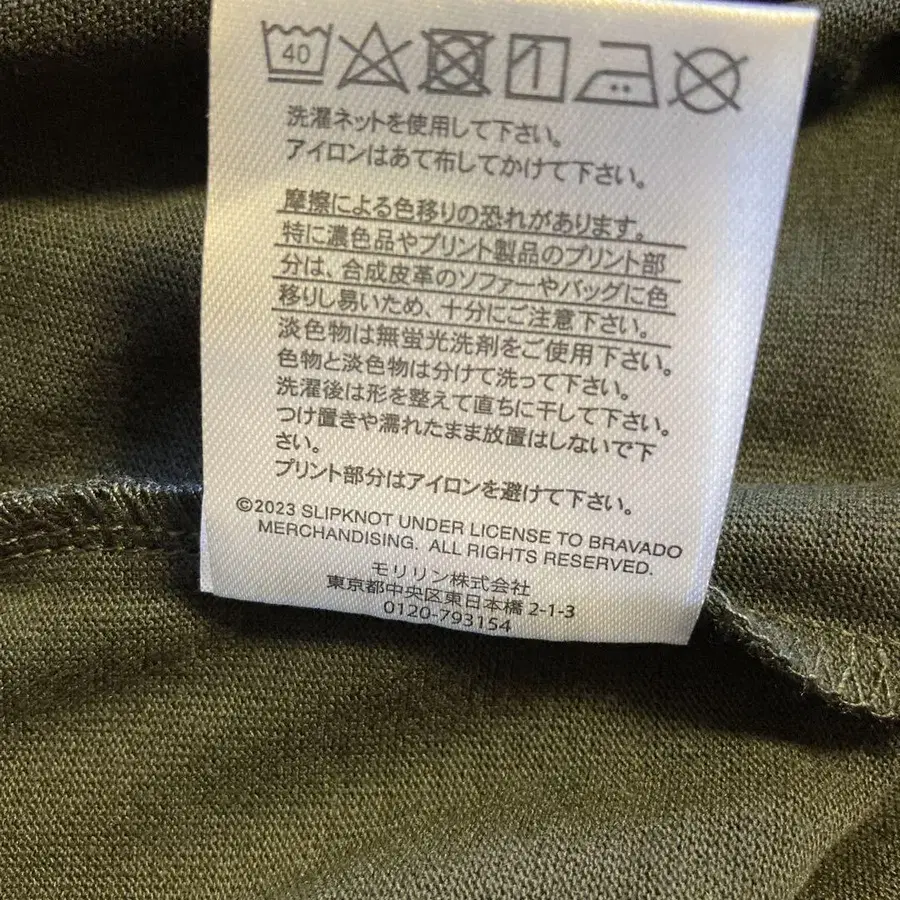 40
洗濯ネットを使用して下さい。
アイロンはあて布してかけて下さい。
摩擦による色移りの恐れがあります。
特に濃色品やプリント製品のプリント部
分は、合成皮革のソファーやバッグに色
移りし易いため、十分にご注意下さい。
淡色物は無蛍光洗剤をご使用下さい。
色物と淡色物は分けて洗って下さい。
洗濯後は形を整えて直ちに干して下さい。
つけ置きや濡れたまま放置はしないで下
さい。
プリント部分はアイロンを避けて下さい。
©2023 SLIPKNOT UNDER LICENSE TO BRAVADO
MERCHANDISING. ALL RIGHTS RESERVED.
モリリン株式会社
東京都中央区東日本橋 2-1-3
0120-793154